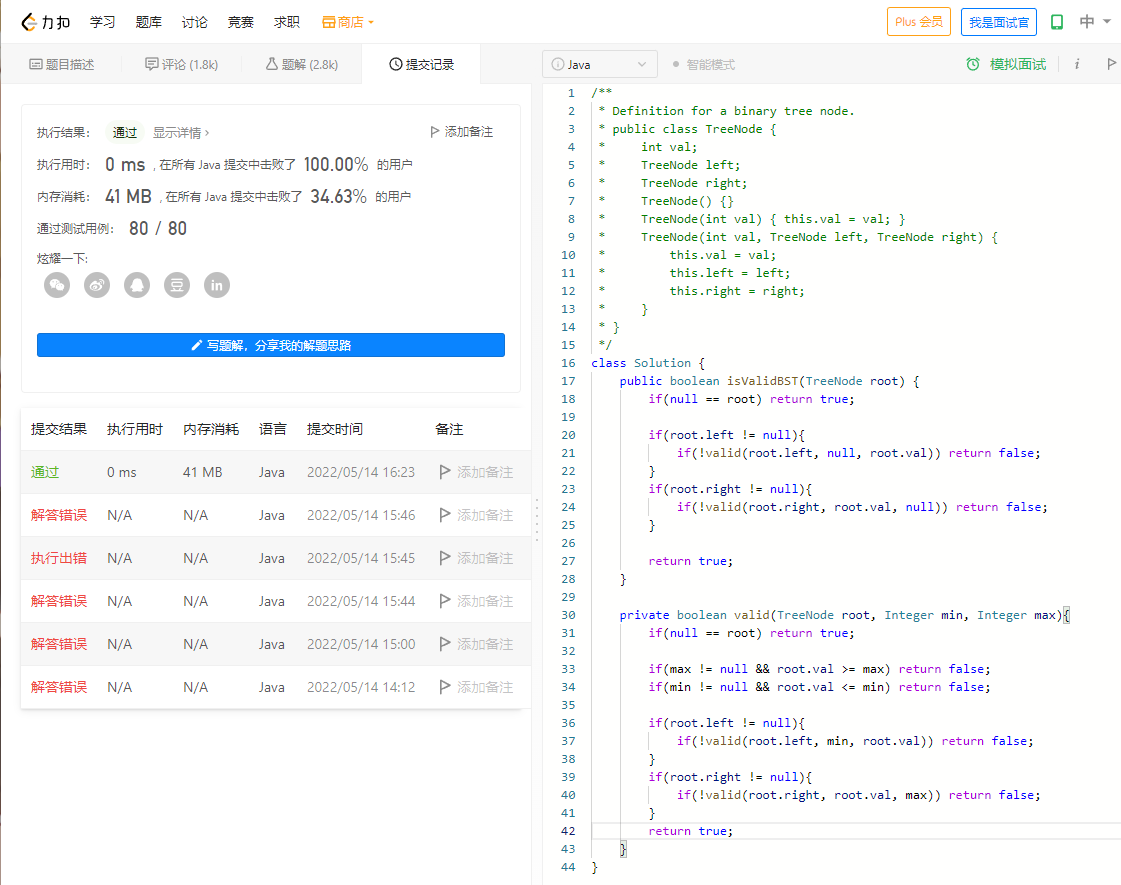 力扣 学习 题库 讨论 竞赛 求职 商店 Plus 会员 我是面试官 中
题目描述 评论 (1.8k) 题解 (2.8k) 提交记录
Java 智能模式 模拟面试 i
执行结果： 通过 显示详情 › 添加备注
执行用时： 0 ms , 在所有 Java 提交中击败了 100.00% 的用户
内存消耗： 41 MB , 在所有 Java 提交中击败了 34.63% 的用户
通过测试用例： 80 / 80
炫耀一下:
豆 in
写题解，分享我的解题思路
提交结果 执行用时 内存消耗 语言 提交时间 备注
通过 0 ms 41 MB Java 2022/05/14 16:23 添加备注
解答错误 N/A N/A Java 2022/05/14 15:46 添加备注
执行出错 N/A N/A Java 2022/05/14 15:45 添加备注
解答错误 N/A N/A Java 2022/05/14 15:44 添加备注
解答错误 N/A N/A Java 2022/05/14 15:00 添加备注
解答错误 N/A N/A Java 2022/05/14 14:12 添加备注
1 /**
2  * Definition for a binary tree node.
3  * public class TreeNode {
4  *     int val;
5  *     TreeNode left;
6  *     TreeNode right;
7  *     TreeNode() {}
8  *     TreeNode(int val) { this.val = val; }
9  *     TreeNode(int val, TreeNode left, TreeNode right) {
10  *         this.val = val;
11  *         this.left = left;
12  *         this.right = right;
13  *     }
14  * }
15  */
16 class Solution {
17     public boolean isValidBST(TreeNode root) {
18         if(null == root) return true;
19
20         if(root.left != null){
21             if(!valid(root.left, null, root.val)) return false;
22         }
23         if(root.right != null){
24             if(!valid(root.right, root.val, null)) return false;
25         }
26
27         return true;
28     }
29
30     private boolean valid(TreeNode root, Integer min, Integer max){
31         if(null == root) return true;
32
33         if(max != null && root.val >= max) return false;
34         if(min != null && root.val <= min) return false;
35
36         if(root.left != null){
37             if(!valid(root.left, min, root.val)) return false;
38         }
39         if(root.right != null){
40             if(!valid(root.right, root.val, max)) return false;
41         }
42         return true;
43     }
44 }